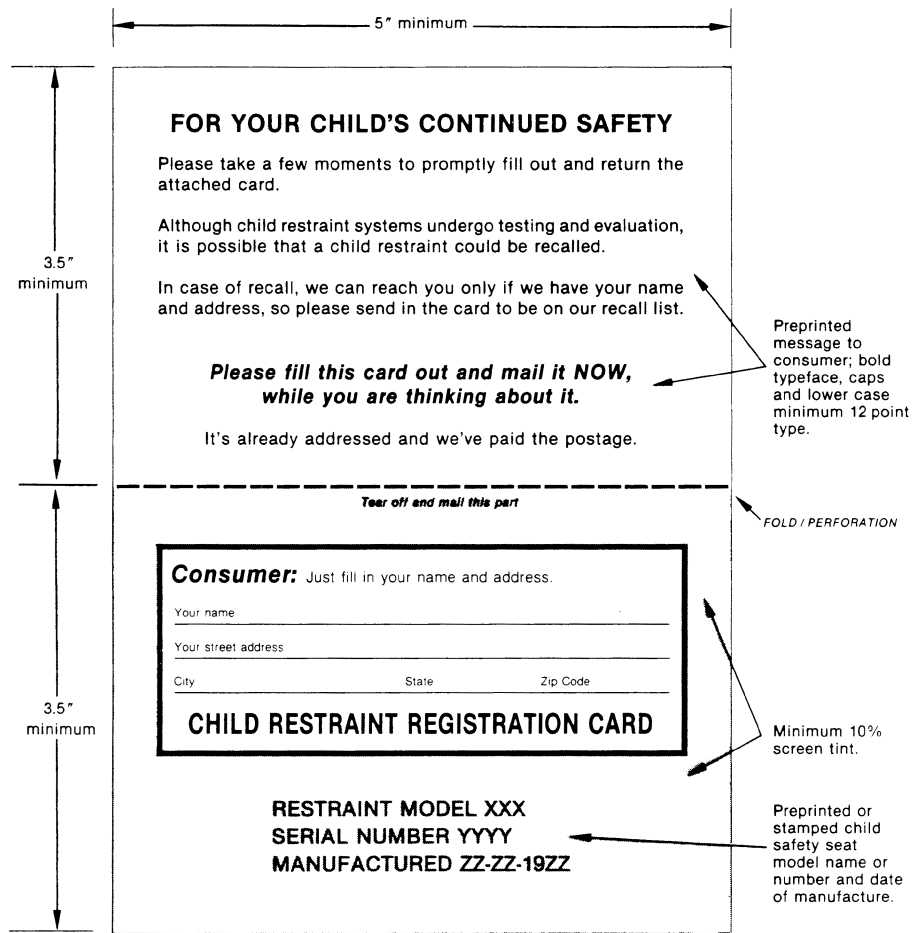 5" minimum
FOR YOUR CHILD'S CONTINUED SAFETY
Please take a few moments to promptly fill out and return the
attached card.
Although child restraint systems undergo testing and evaluation,
it is possible that a child restraint could be recalled.
In case of recall, we can reach you only if we have your name
and address, so please send in the card to be on our recall list.
Please fill this card out and mail it NOW,
while you are thinking about it.
It's already addressed and we've paid the postage.
3.5"
minimum
Preprinted
message to
consumer; bold
typeface, caps
and lower case
minimum 12 point
type.
Tear off and mail this part
FOLD / PERFORATION
Consumer: Just fill in your name and address.
Your name
Your street address
City State Zip Code
CHILD RESTRAINT REGISTRATION CARD
3.5"
minimum
Minimum 10%
screen tint.
RESTRAINT MODEL XXX
SERIAL NUMBER YYYY
MANUFACTURED ZZ-ZZ-19ZZ
Preprinted or
stamped child
safety seat
model name or
number and date
of manufacture.